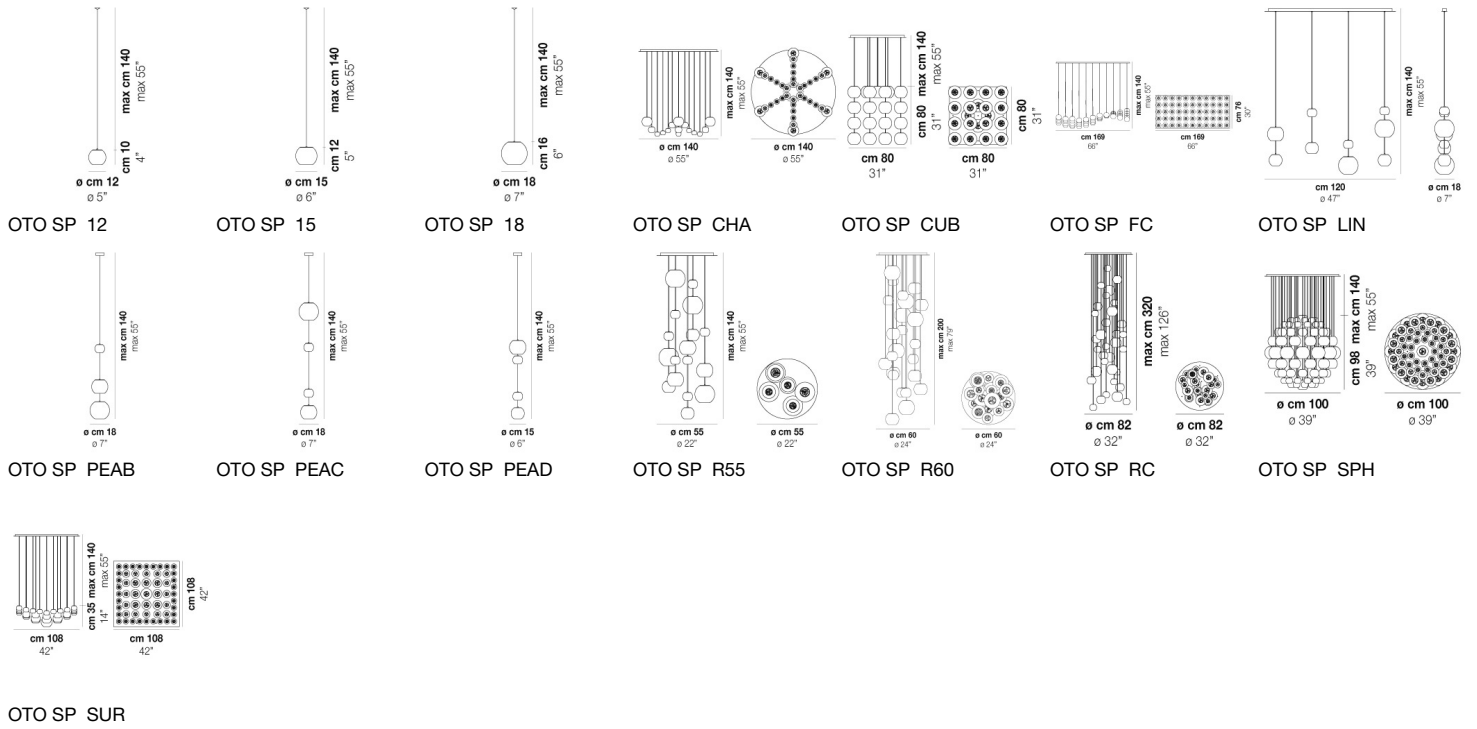 max cm 140
max 55"
cm 10
4"
ø cm 12
ø 5"
OTO SP 12
max cm 140
max 55"
cm 12
5"
ø cm 15
ø 6"
OTO SP 15
max cm 140
max 55"
cm 16
6"
ø cm 18
ø 7"
OTO SP 18
max cm 140
max 55"
ø cm 140
ø 55"
ø cm 140
ø 55"
OTO SP CHA
max cm 140
max 55"
cm 80
31"
cm 80
31"
cm 80
31"
cm 80
31"
OTO SP CUB
max cm 140
max 55"
cm 169
66"
cm 76
30"
cm 169
66"
OTO SP FC
max cm 140
max 55"
cm 120
ø 47"
ø cm 18
ø 7"
OTO SP LIN
max cm 140
max 55"
ø cm 18
ø 7"
OTO SP PEAB
max cm 140
max 55"
ø cm 18
ø 7"
OTO SP PEAC
max cm 140
max 55"
ø cm 15
ø 6"
OTO SP PEAD
max cm 140
max 55"
ø cm 55
ø 22"
ø cm 55
ø 22"
OTO SP R55
max cm 200
max 79"
ø cm 60
ø 24"
ø cm 60
ø 24"
OTO SP R60
max cm 320
max 126"
ø cm 82
ø 32"
ø cm 82
ø 32"
OTO SP RC
max cm 140
max 55"
cm 98
39"
ø cm 100
ø 39"
ø cm 100
ø 39"
OTO SP SPH
max cm 140
max 55"
cm 35
14"
cm 108
42"
cm 108
42"
cm 108
42"
OTO SP SUR